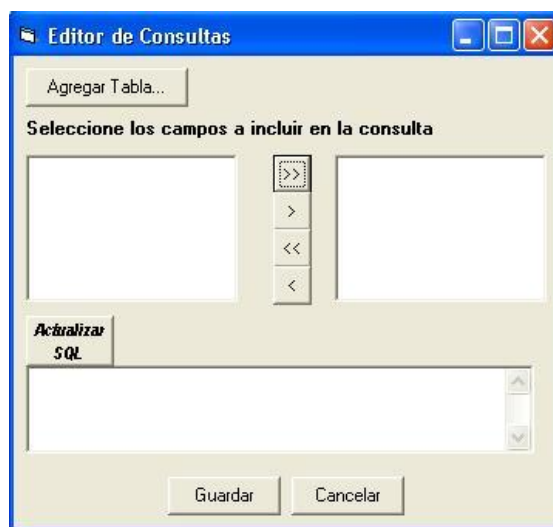 Editor de Consultas
Agregar Tabla...
Seleccione los campos a incluir en la consulta
>>
>
<<
<
Actualizar
SQL
Guardar Cancelar